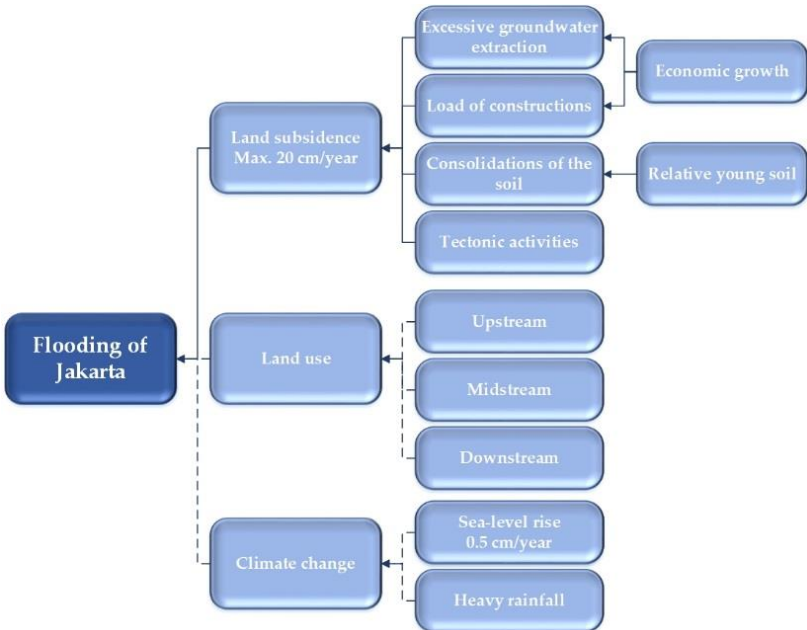 Flooding of
Jakarta
Land subsidence
Max. 20 cm/year
Excessive groundwater
extraction
Load of constructions
Economic growth
Consolidations of the
soil
Relative young soil
Tectonic activities
Land use
Upstream
Midstream
Downstream
Climate change
Sea-level rise
0.5 cm/year
Heavy rainfall